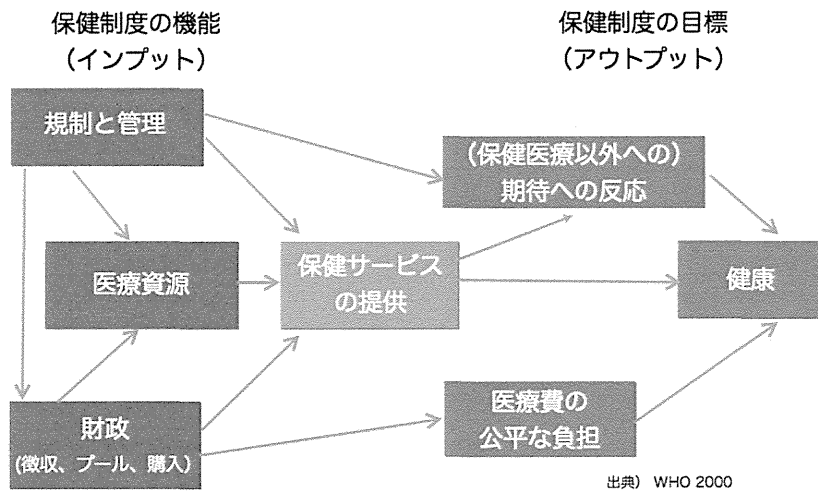 保健制度の機能
（インプット）
保健制度の目標
（アウトプット）
規制と管理
（保健医療以外への）
期待への反応
医療資源
保健サービス
の提供
健康
財政
(徴収、プール、購入)
医療費の
公平な負担
出典） WHO 2000